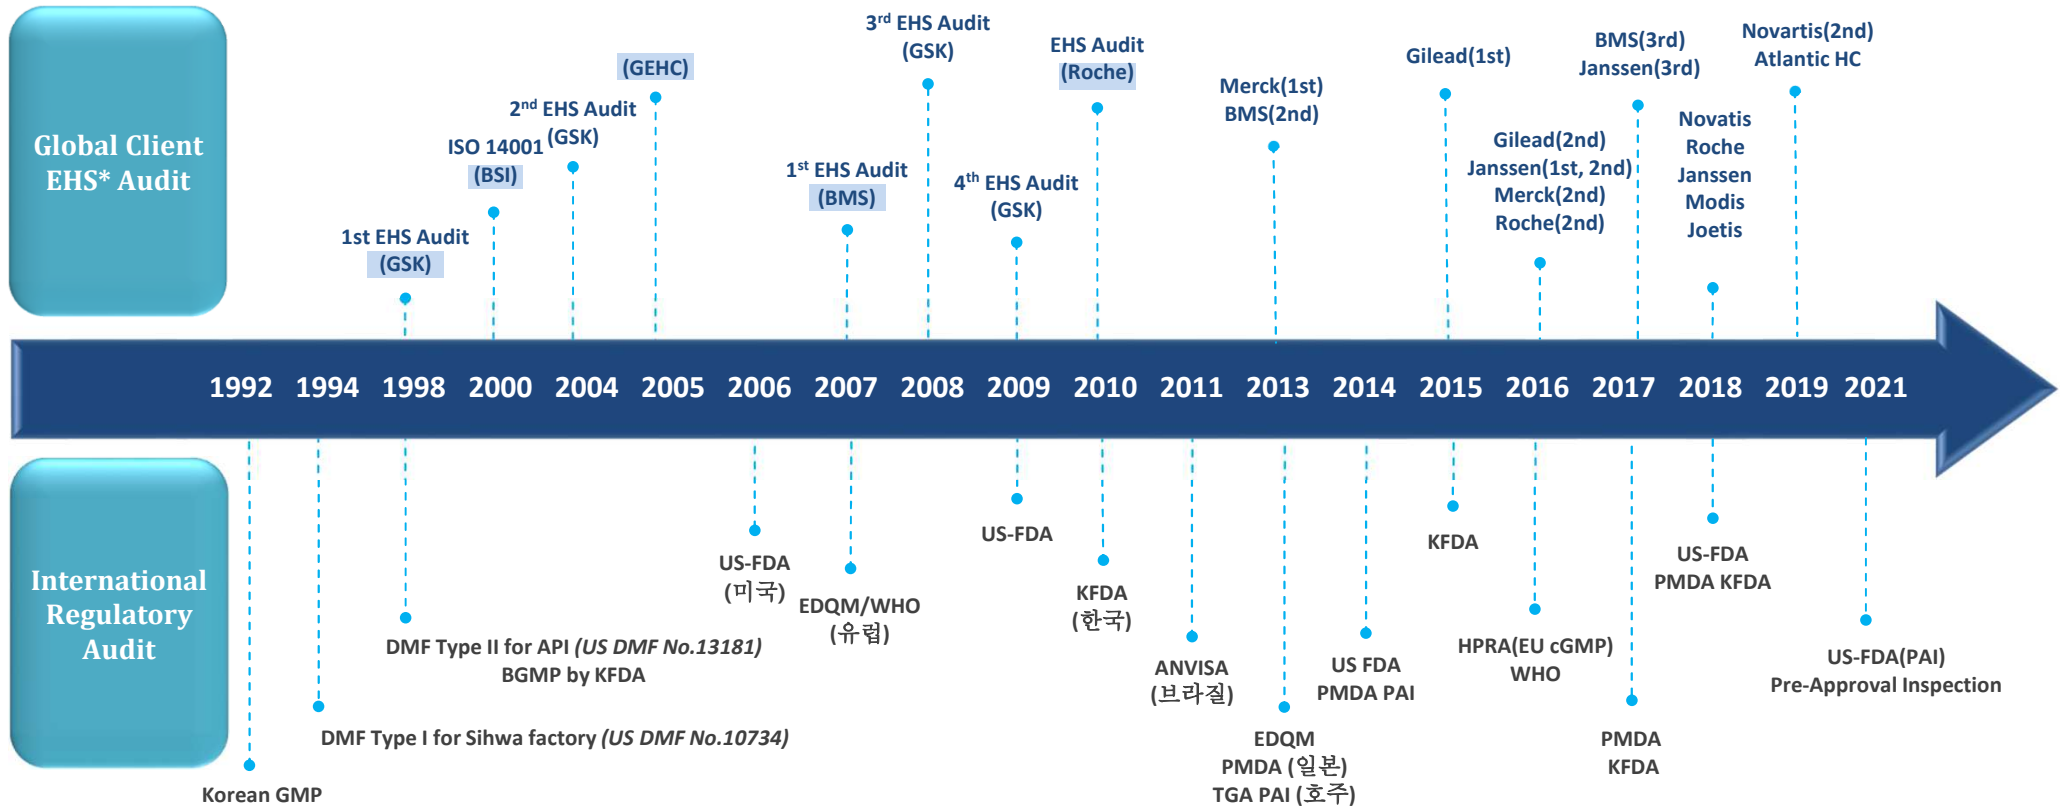 Global Client
EHS* Audit
1st EHS Audit
(GSK)
ISO 14001
(BSI)
2nd EHS Audit
(GSK)
(GEHC)
1st EHS Audit
(BMS)
3rd EHS Audit
(GSK)
4th EHS Audit
(GSK)
EHS Audit
(Roche)
Merck(1st)
BMS(2nd)
Gilead(1st)
Gilead(2nd)
Janssen(1st, 2nd)
Merck(2nd)
Roche(2nd)
BMS(3rd)
Janssen(3rd)
Novatis
Roche
Janssen
Modis
Joetis
Novartis(2nd)
Atlantic HC
1992 1994 1998 2000 2004 2005 2006 2007 2008 2009 2010 2011 2013 2014 2015 2016 2017 2018 2019 2021
International
Regulatory
Audit
Korean GMP
DMF Type I for Sihwa factory (US DMF No.10734)
DMF Type II for API (US DMF No.13181)
BGMP by KFDA
US-FDA
(미국)
EDQM/WHO
(유럽)
US-FDA
KFDA
(한국)
ANVISA
(브라질)
EDQM
PMDA (일본)
TGA PAI (호주)
US FDA
PMDA PAI
KFDA
HPRA(EU cGMP)
WHO
PMDA
KFDA
US-FDA
PMDA KFDA
US-FDA(PAI)
Pre-Approval Inspection